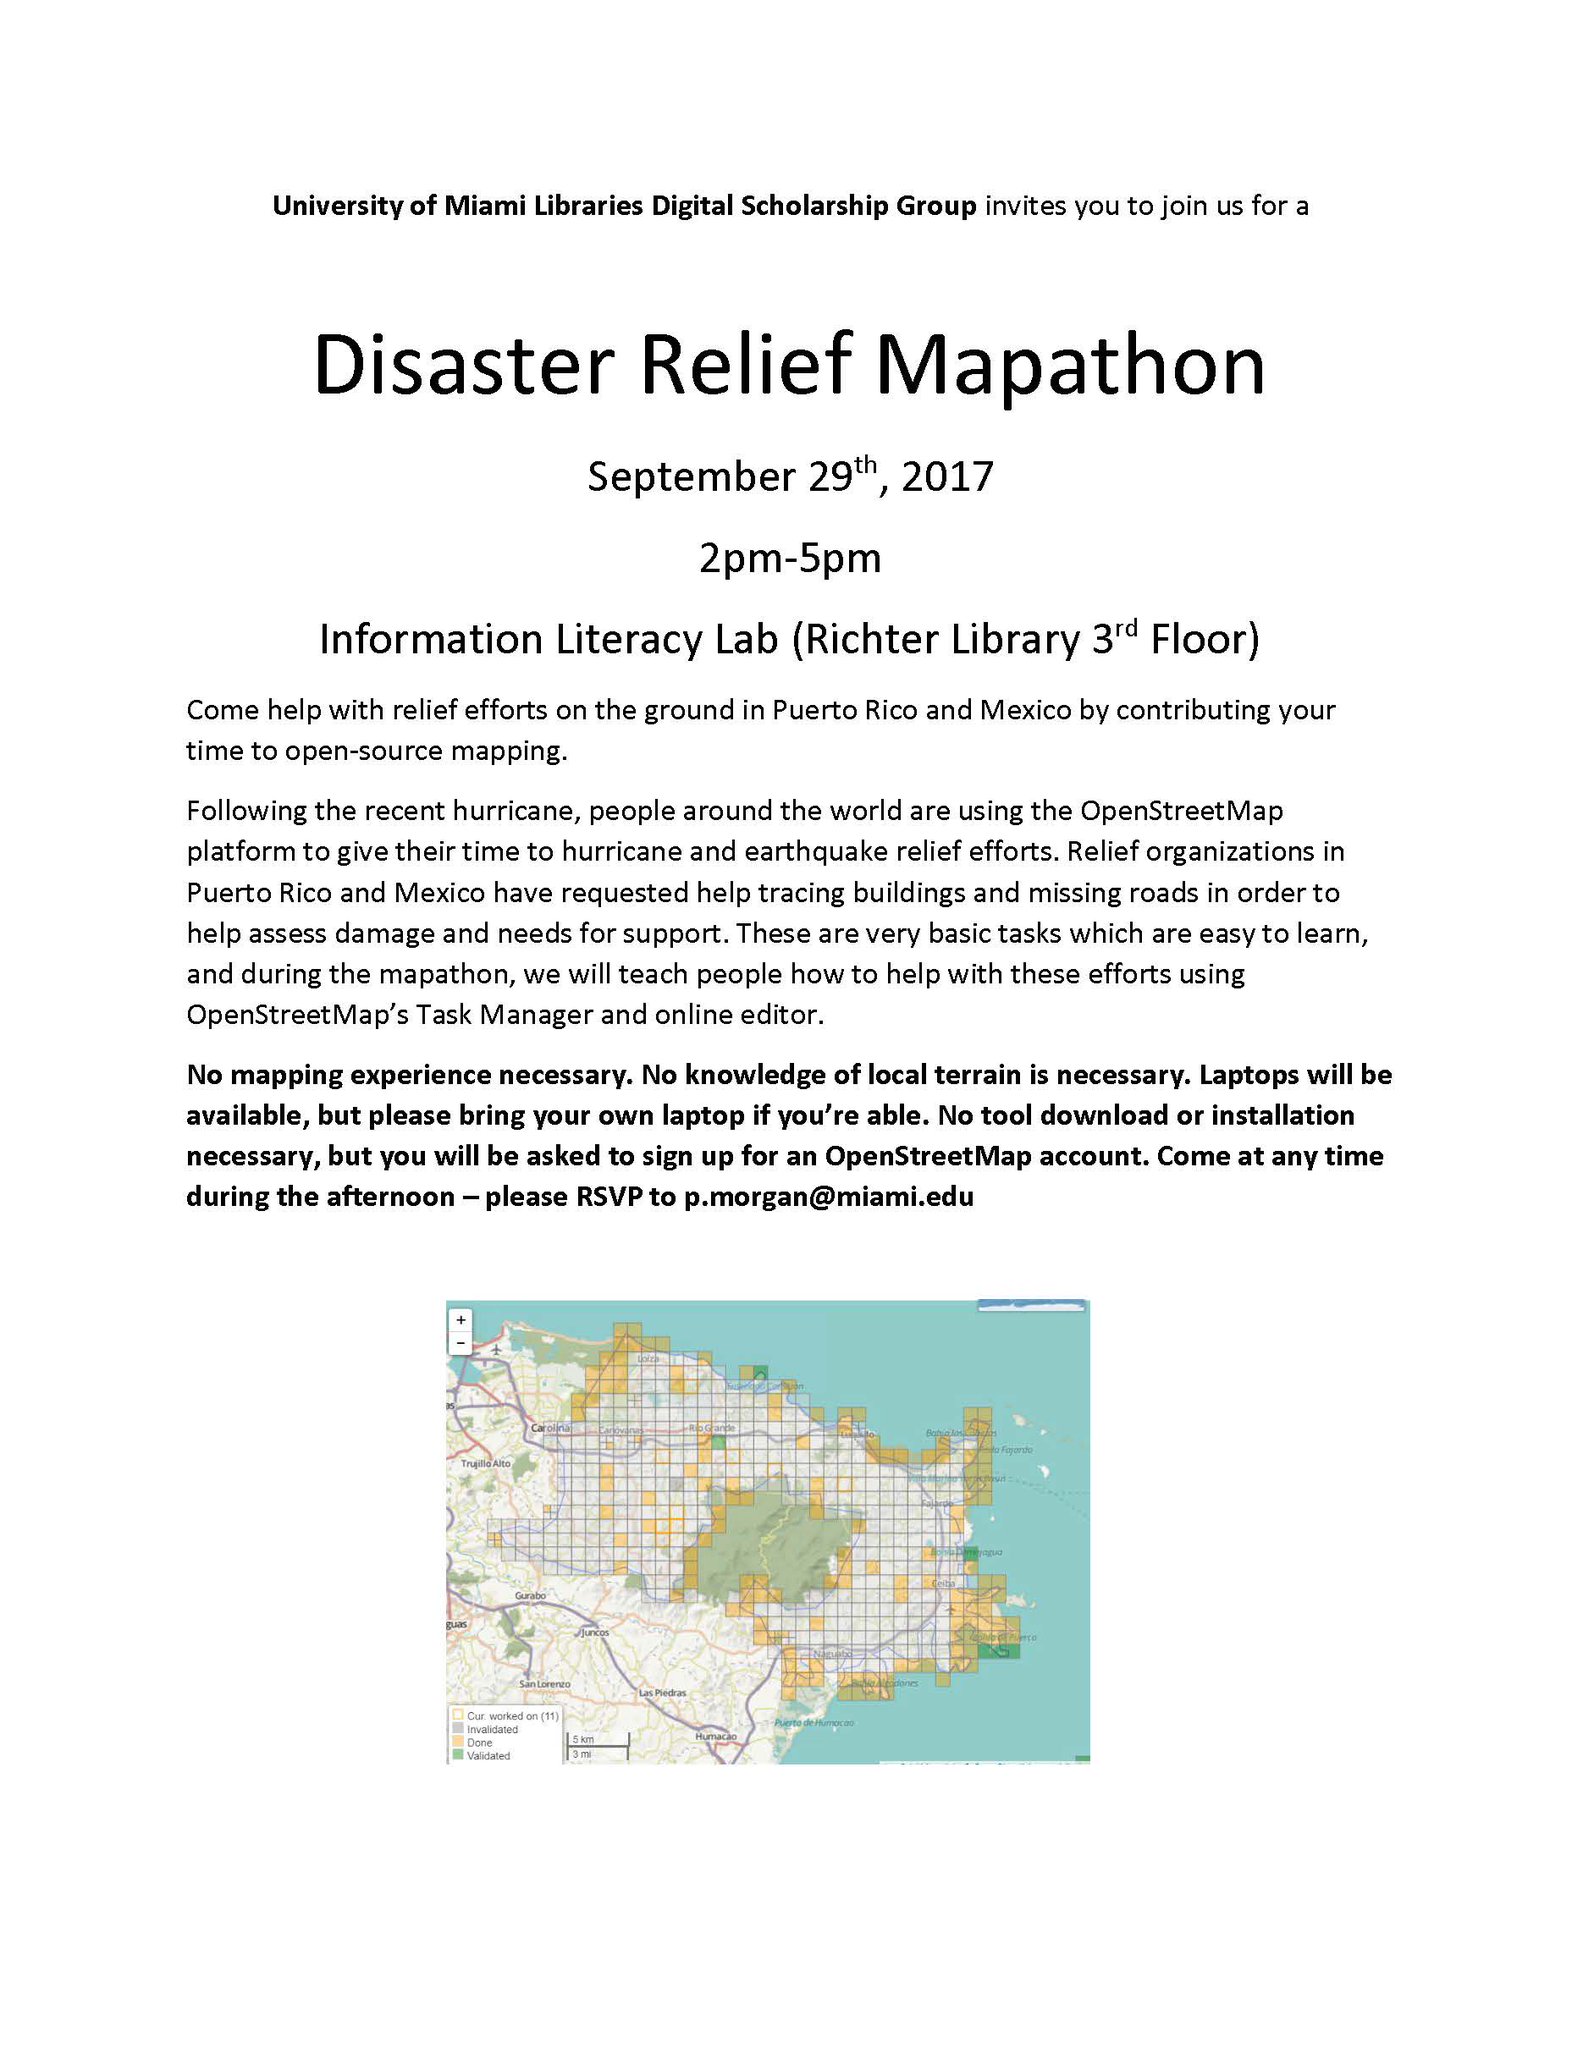 University of Miami Libraries Digital Scholarship Group invites you to join us for a
Disaster Relief Mapathon
September 29th, 2017
2pm-5pm
Information Literacy Lab (Richter Library 3rd Floor)
Come help with relief efforts on the ground in Puerto Rico and Mexico by contributing your
time to open-source mapping.
Following the recent hurricane, people around the world are using the OpenStreetMap
platform to give their time to hurricane and earthquake relief efforts. Relief organizations in
Puerto Rico and Mexico have requested help tracing buildings and missing roads in order to
help assess damage and needs for support. These are very basic tasks which are easy to learn,
and during the mapathon, we will teach people how to help with these efforts using
OpenStreetMap’s Task Manager and online editor.
No mapping experience necessary. No knowledge of local terrain is necessary. Laptops will be
available, but please bring your own laptop if you’re able. No tool download or installation
necessary, but you will be asked to sign up for an OpenStreetMap account. Come at any time
during the afternoon – please RSVP to p.morgan@miami.edu
+
−
Loíza
Carolina
Canóvanas
Río Grande
Trujillo Alto
Fajardo
Ceiba
Gurabo
guas
Juncos
Naguabo
San Lorenzo
Las Piedras
Puerto de Humacao
Humacao
Cur. worked on (11)
Invalidated
Done
Validated
5 km
3 mi